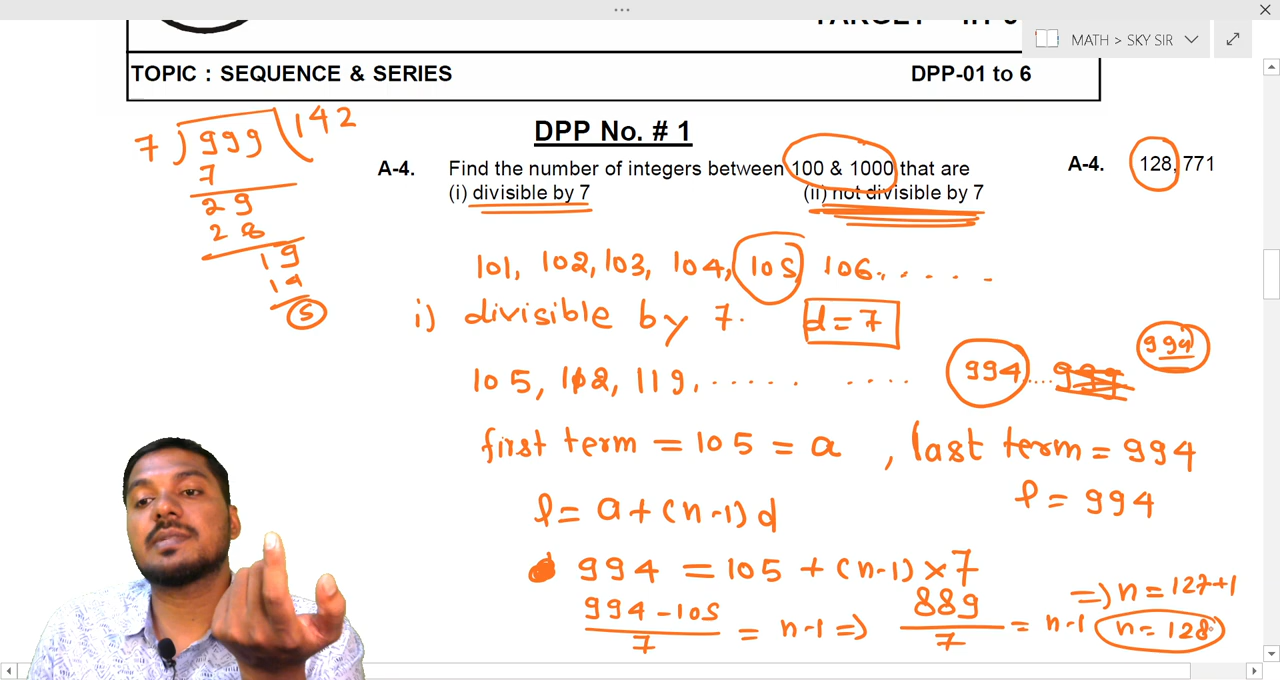 MATH > SKY SIR
TOPIC : SEQUENCE & SERIES
DPP-01 to 6
DPP No. # 1
A-4. Find the number of integers between 100 & 1000 that are
(i) divisible by 7 (ii) not divisible by 7
A-4. 128, 771
7 ) 999 ( 142
7
29
28
19
14
5
101, 102, 103, 104, 105, 106, .....
i) divisible by 7. d = 7
994
105, 112, 119, ...... .... 994 .... 999
first term = 105 = a , last term = 994
l = 994
l = a + (n-1) d
994 = 105 + (n-1) × 7
994 - 105 / 7 = n-1 => 889 / 7 = n-1
=> n = 127+1
n = 128